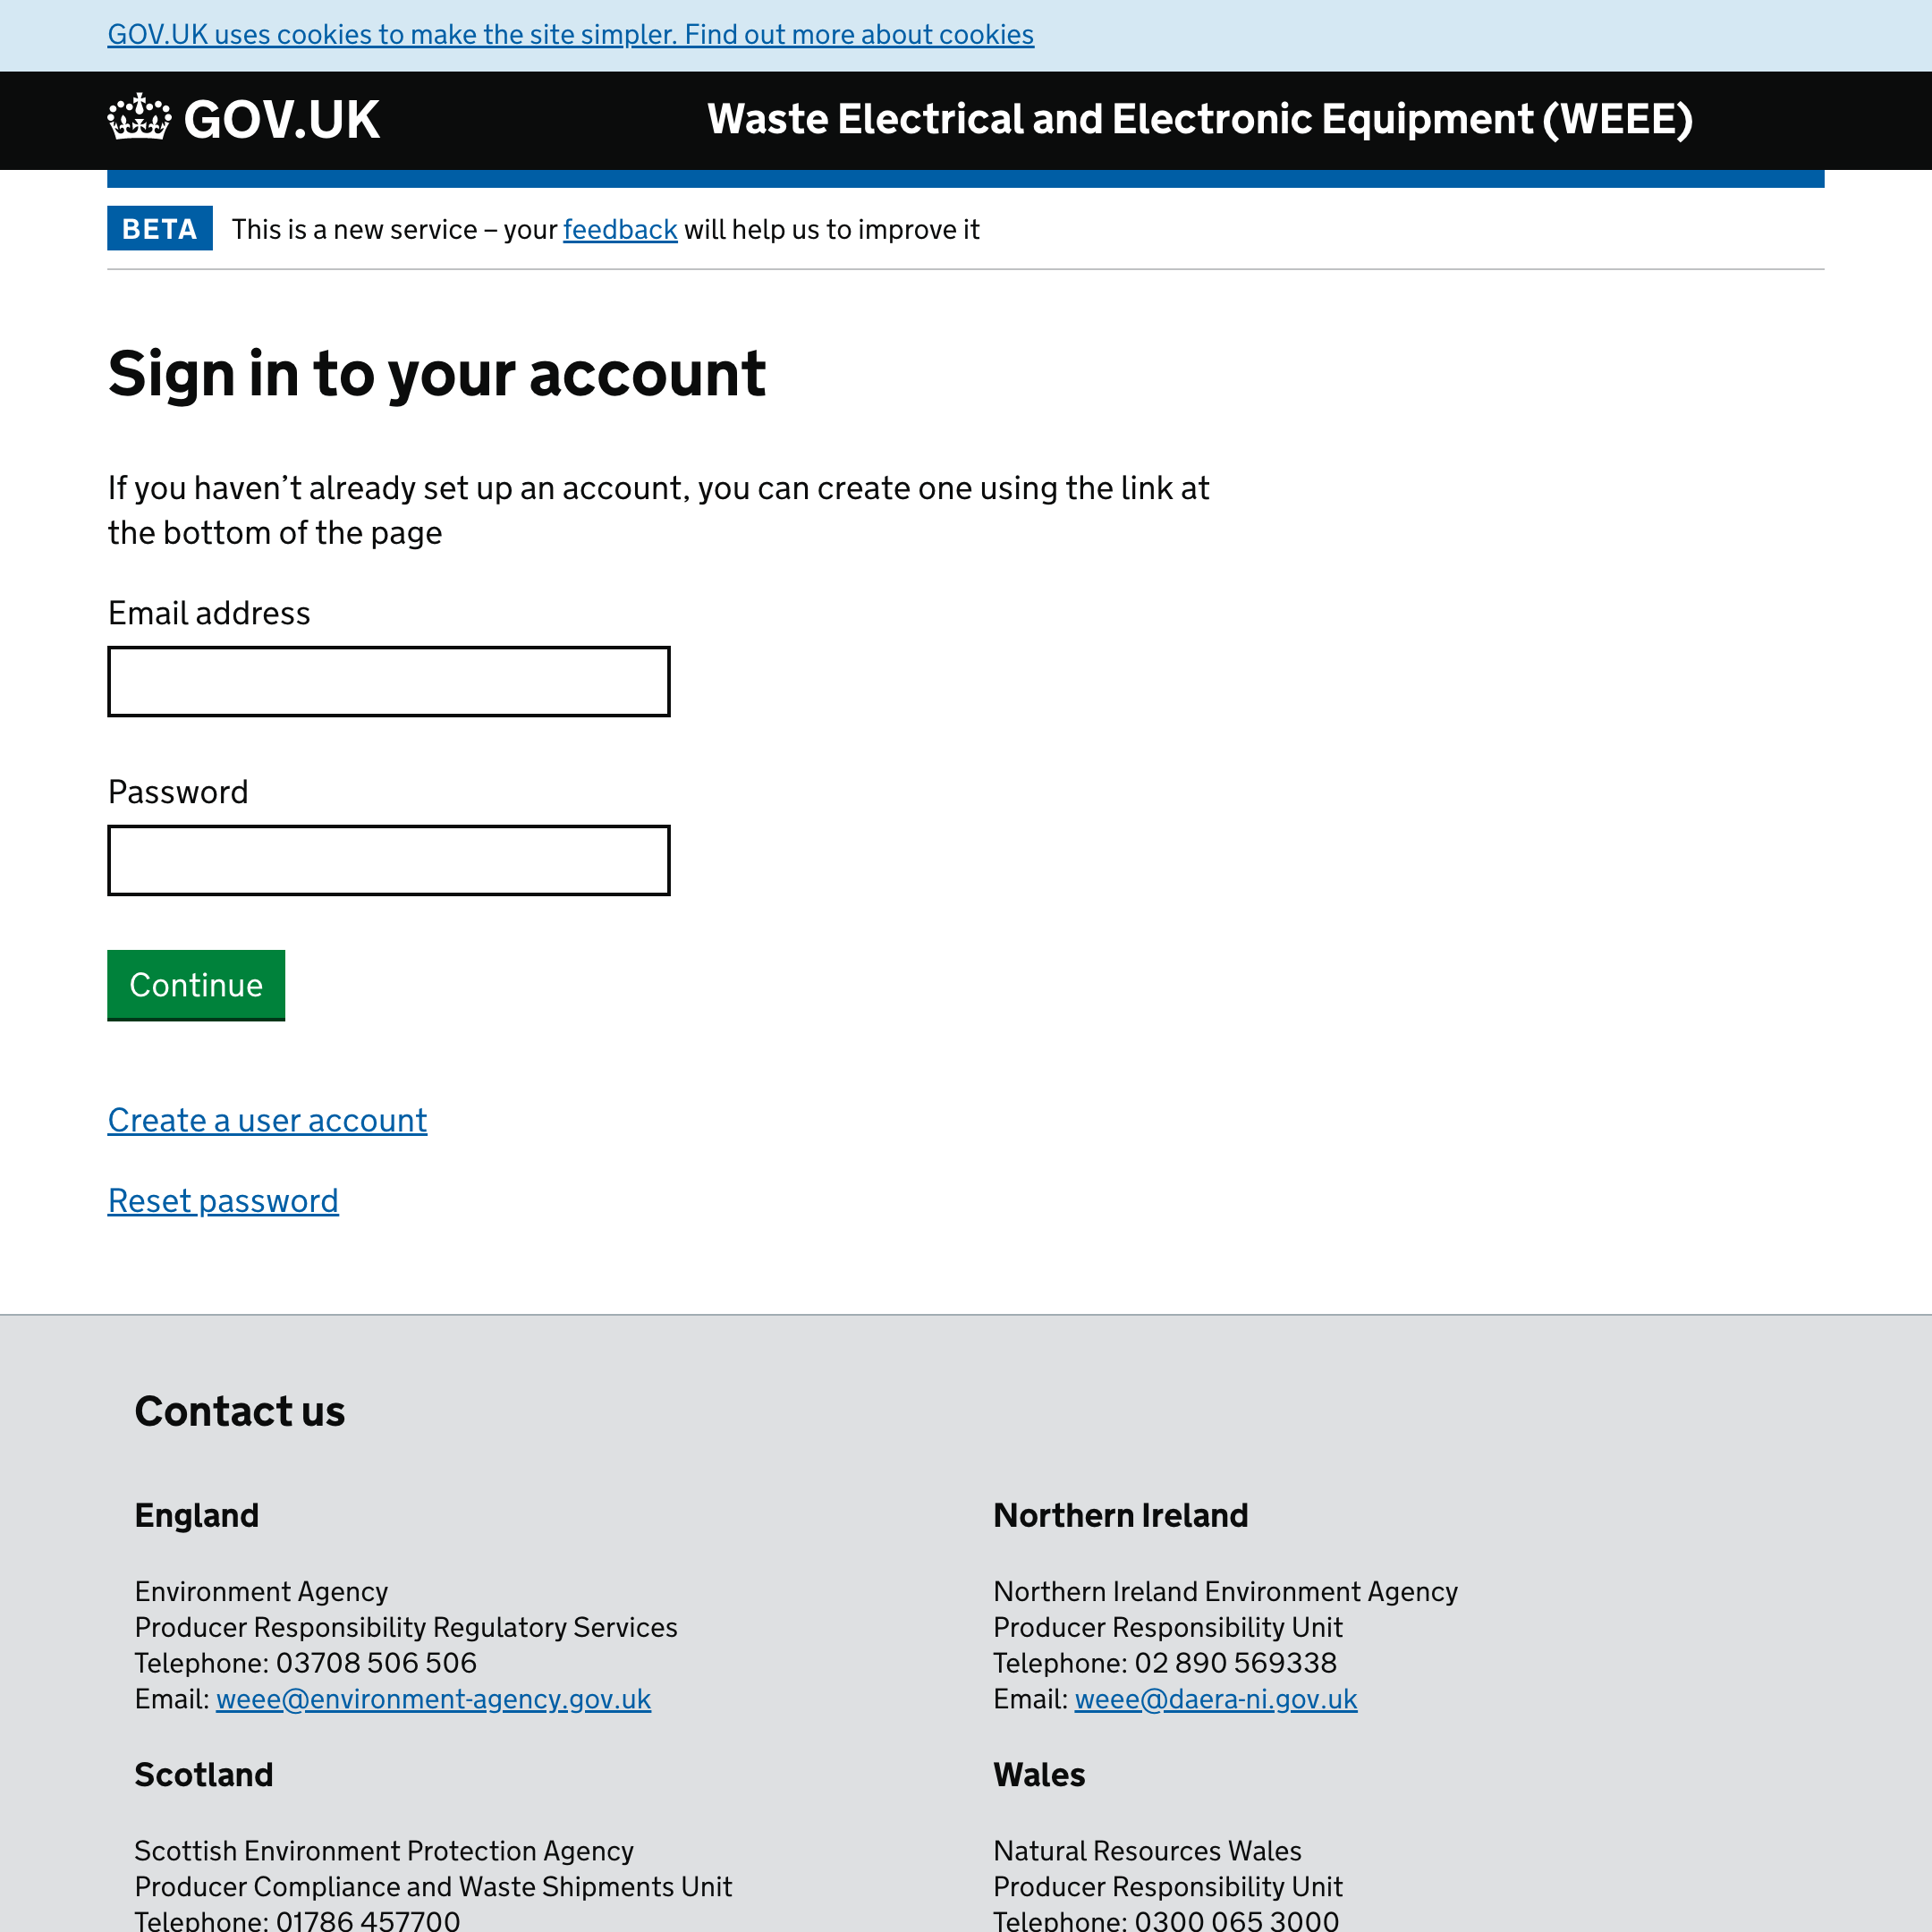 GOV.UK uses cookies to make the site simpler. Find out more about cookies
GOV.UK
Waste Electrical and Electronic Equipment (WEEE)
BETA This is a new service – your feedback will help us to improve it
Sign in to your account
If you haven’t already set up an account, you can create one using the link at
the bottom of the page
Email address
Password
Continue
Create a user account
Reset password
Contact us
England
Environment Agency
Producer Responsibility Regulatory Services
Telephone: 03708 506 506
Email: weee@environment-agency.gov.uk
Northern Ireland
Northern Ireland Environment Agency
Producer Responsibility Unit
Telephone: 02 890 569338
Email: weee@daera-ni.gov.uk
Scotland
Scottish Environment Protection Agency
Producer Compliance and Waste Shipments Unit
Telephone: 01786 457700
Wales
Natural Resources Wales
Producer Responsibility Unit
Telephone: 0300 065 3000